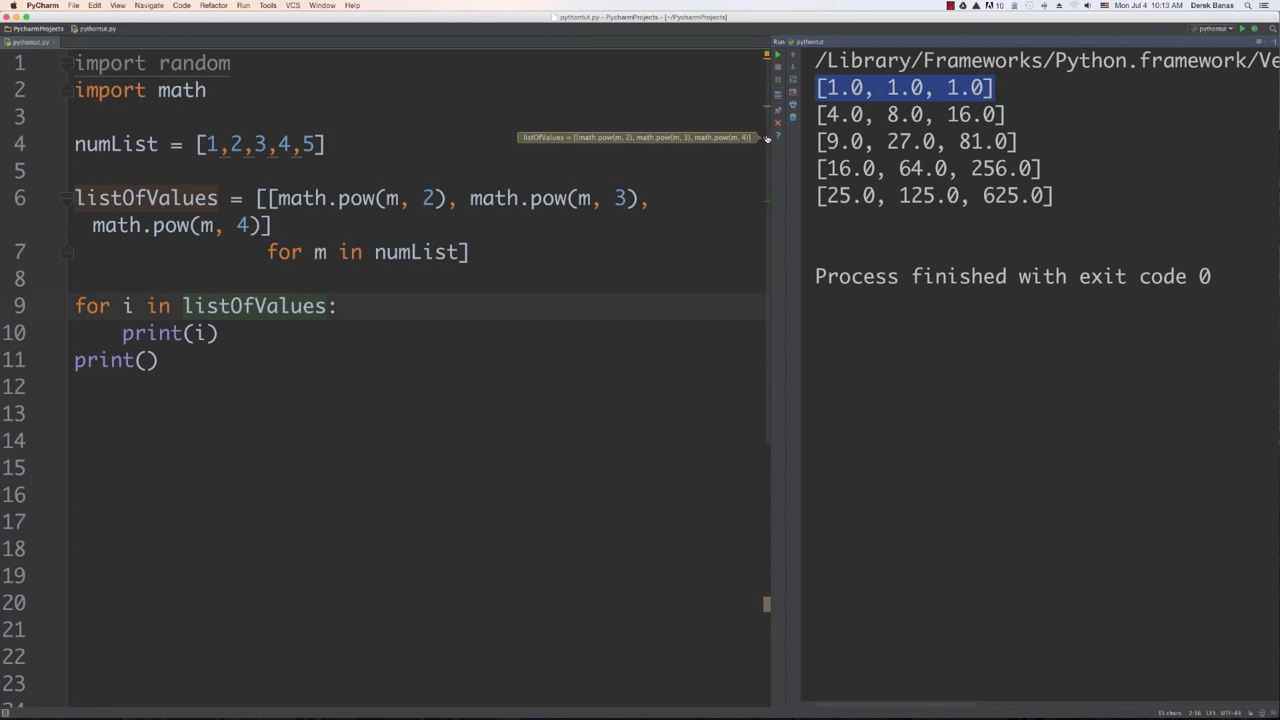 PyCharm File Edit View Navigate Code Refactor Run Tools VCS Window Help 10 Mon Jul 4 10:13 AM Derek Banas
pythontut.py - PycharmProjects - [~/PycharmProjects]
PycharmProjects pythontut.py pythontut
pythontut.py
Run pythontut
1 import random
2 import math
3
4 numList = [1,2,3,4,5]
listOfValues = [[math.pow(m, 2), math.pow(m, 3), math.pow(m, 4)]
5
6 listOfValues = [[math.pow(m, 2), math.pow(m, 3),
math.pow(m, 4)]
7 for m in numList]
8
9 for i in listOfValues:
10 print(i)
11 print()
12
13
14
15
16
17
18
19
20
21
22
23
/Library/Frameworks/Python.framework/Ve
[1.0, 1.0, 1.0]
[4.0, 8.0, 16.0]
[9.0, 27.0, 81.0]
[16.0, 64.0, 256.0]
[25.0, 125.0, 625.0]
Process finished with exit code 0
15 chars 2:16 LF: UTF-8: